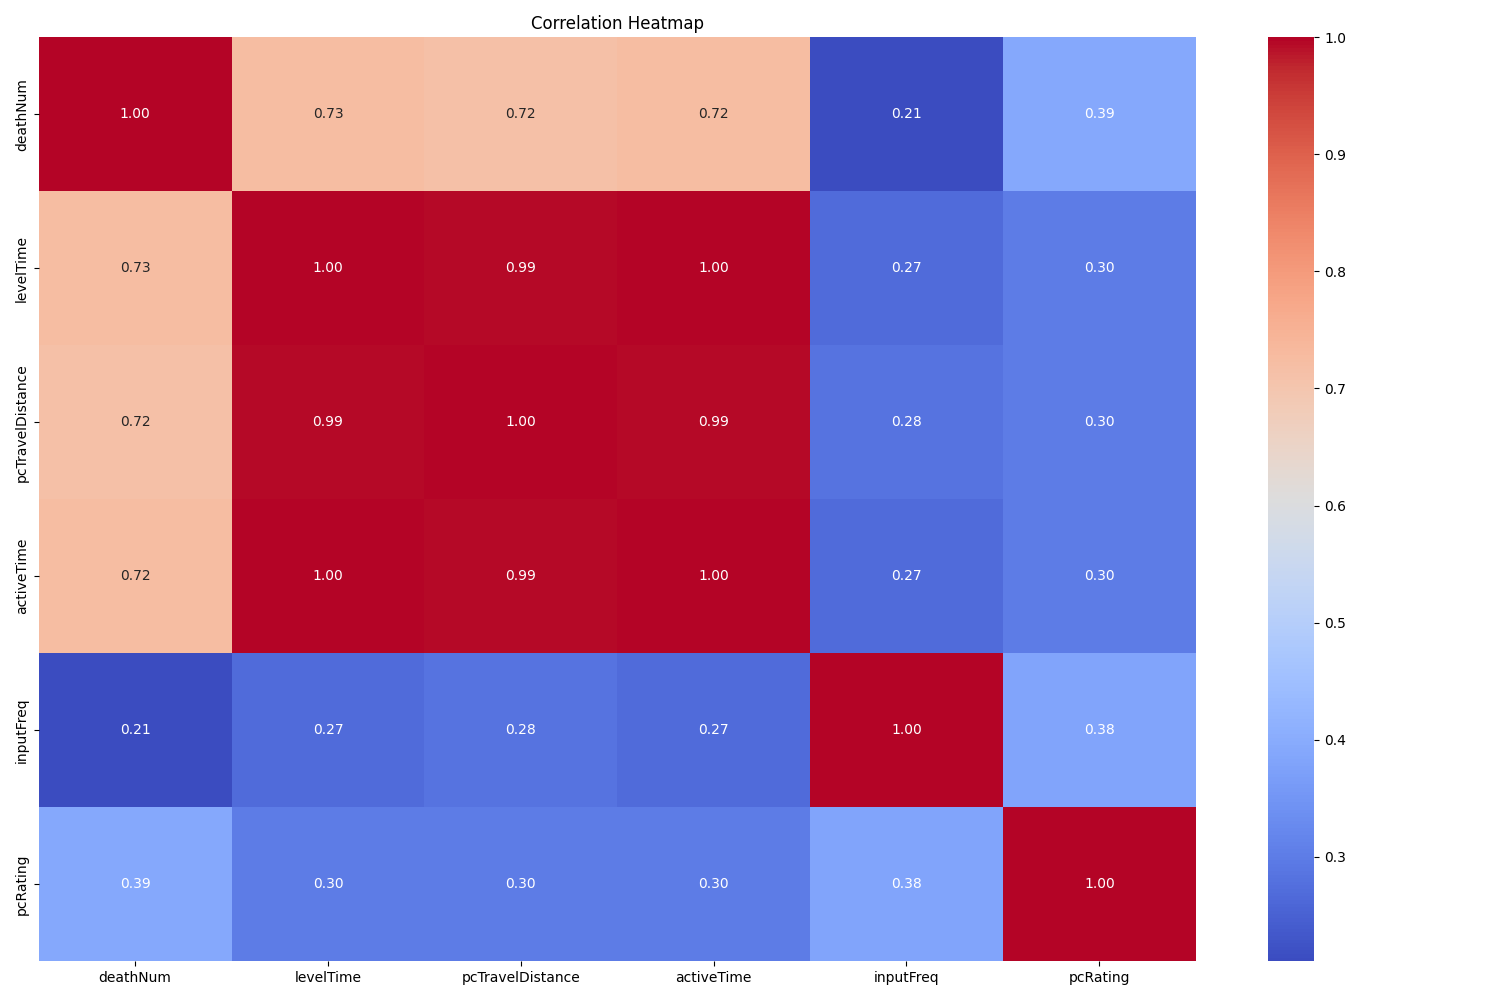 Correlation Heatmap
deathNum 1.00 0.73 0.72 0.72 0.21 0.39
levelTime 0.73 1.00 0.99 1.00 0.27 0.30
pcTravelDistance 0.72 0.99 1.00 0.99 0.28 0.30
activeTime 0.72 1.00 0.99 1.00 0.27 0.30
inputFreq 0.21 0.27 0.28 0.27 1.00 0.38
pcRating 0.39 0.30 0.30 0.30 0.38 1.00
deathNum levelTime pcTravelDistance activeTime inputFreq pcRating
1.0
0.9
0.8
0.7
0.6
0.5
0.4
0.3